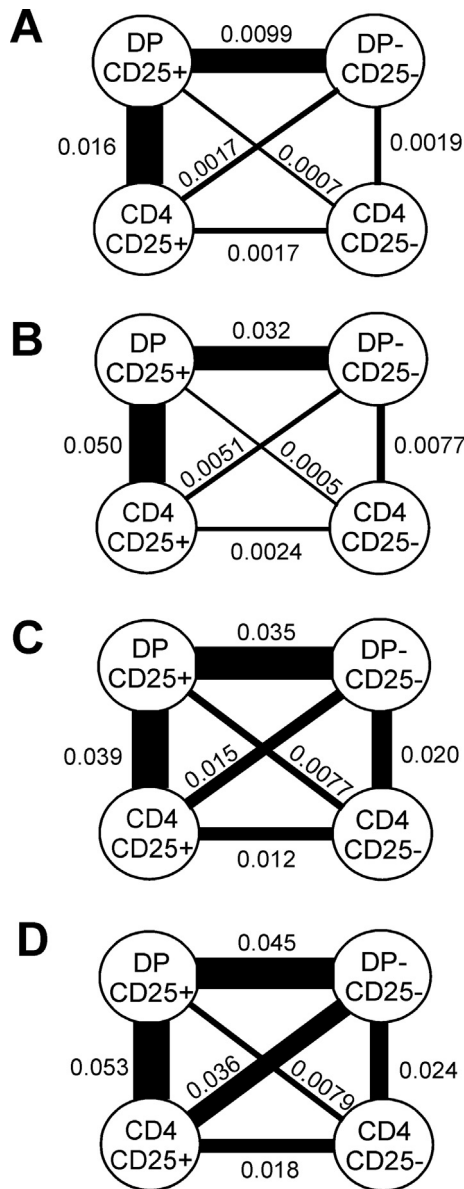 A
DP
CD25+
0.0099
DP-
CD25-
0.016
0.0017
0.0007
0.0019
CD4
CD25+
0.0017
CD4
CD25-
B
DP
CD25+
0.032
DP-
CD25-
0.050
0.0051
0.0005
0.0077
CD4
CD25+
0.0024
CD4
CD25-
C
DP
CD25+
0.035
DP-
CD25-
0.039
0.015
0.0077
0.020
CD4
CD25+
0.012
CD4
CD25-
D
DP
CD25+
0.045
DP-
CD25-
0.053
0.036
0.0079
0.024
CD4
CD25+
0.018
CD4
CD25-